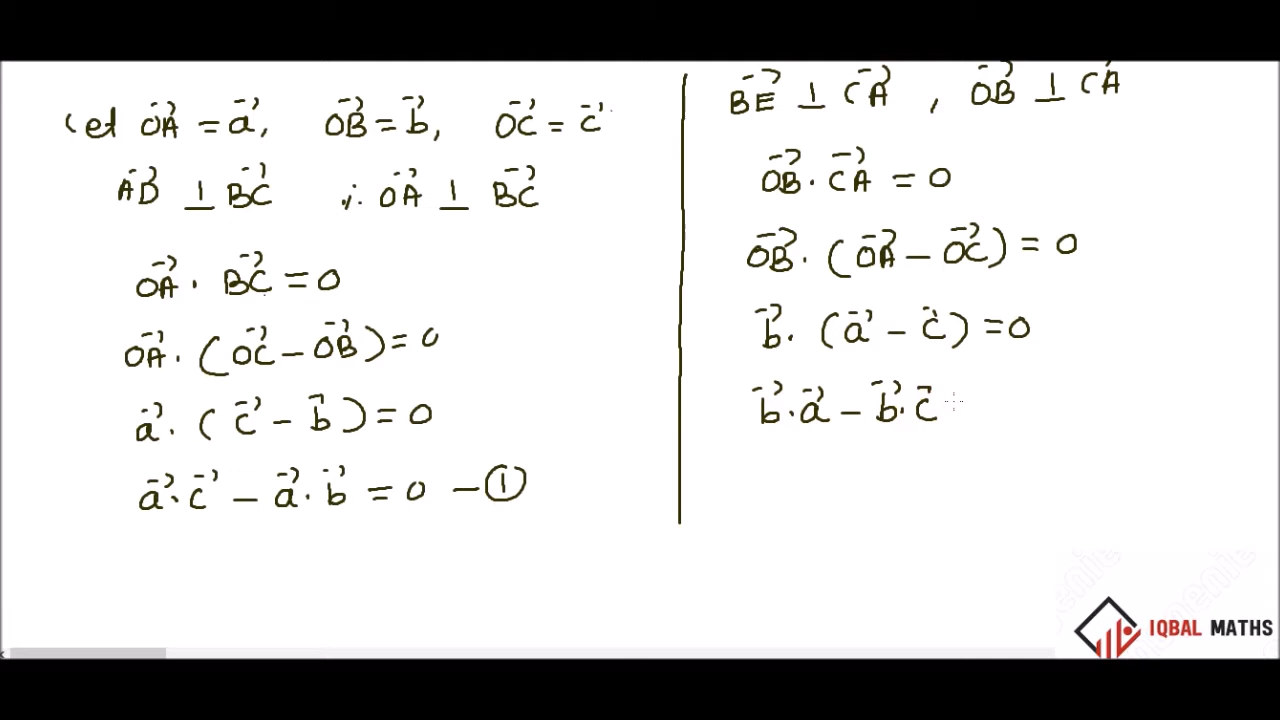 Let OA⃗ = a⃗, OB⃗ = b⃗, OC⃗ = c⃗
AD⃗ ⊥ BC⃗ ∴ OA⃗ ⊥ BC⃗
OA⃗ · BC⃗ = 0
OA⃗ · (OC⃗ − OB⃗) = 0
a⃗ · (c⃗ − b⃗) = 0
a⃗ · c⃗ − a⃗ · b⃗ = 0 — ①
BE⃗ ⊥ CA⃗ , OB⃗ ⊥ CA⃗
OB⃗ · CA⃗ = 0
OB⃗ · (OA⃗ − OC⃗) = 0
b⃗ · (a⃗ − c⃗) = 0
b⃗ · a⃗ − b⃗ · c⃗
IQBAL MATHS